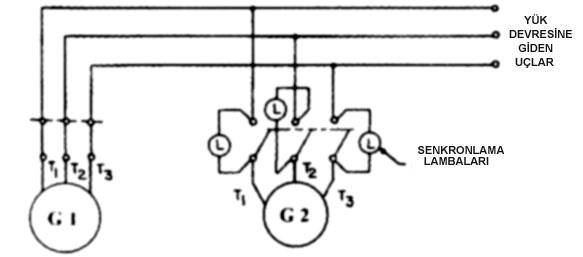 YÜK
DEVRESİNE
GİDEN
UÇLAR
L
L
L
SENKRONLAMA
LAMBALARI
T1
T2
T3
G 1
T1
T2
T3
G 2